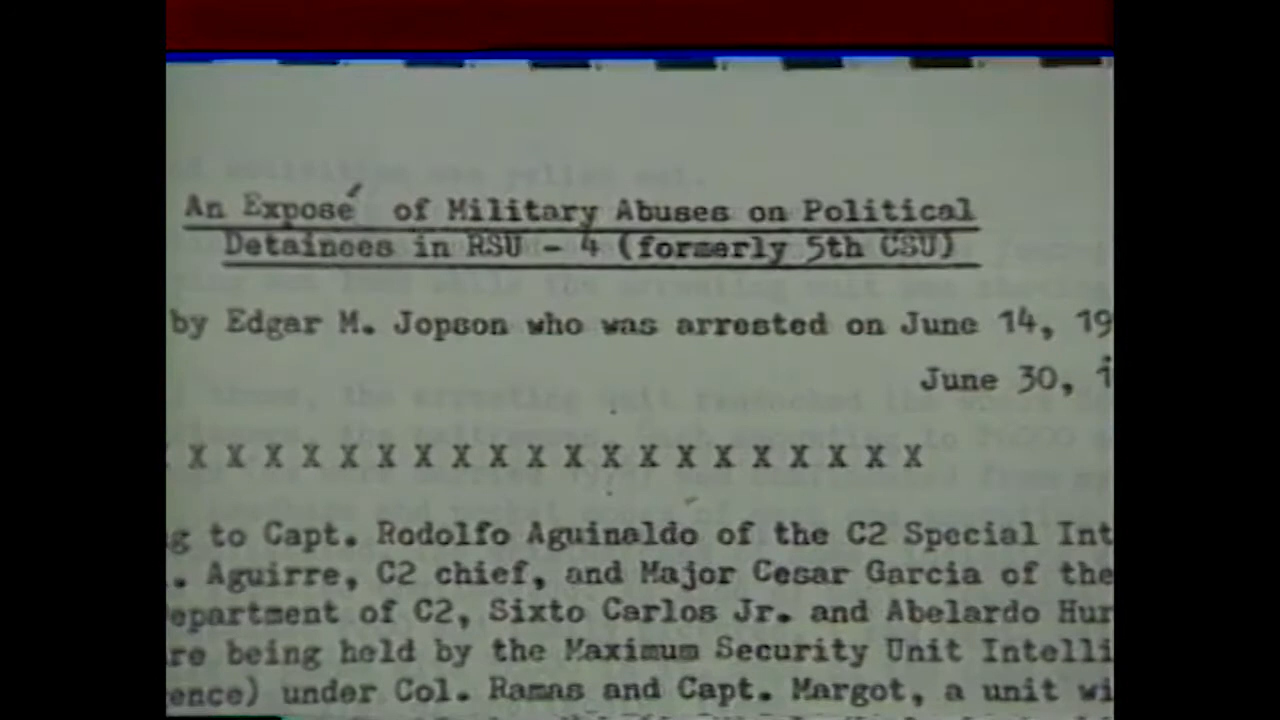 An Exposé of Military Abuses on Political
Detainees in RSU - 4 (formerly 5th CSU)
by Edgar M. Jopson who was arrested on June 14, 19
June 30, 1
X X X X X X X X X X X X X X X X X X X X
g to Capt. Rodolfo Aguinaldo of the C2 Special Int
. Aguirre, C2 chief, and Major Cesar Garcia of the
epartment of C2, Sixto Carlos Jr. and Abelardo Hur
re being held by the Maximum Security Unit Intelli
ence) under Col. Ramas and Capt. Margot, a unit wi